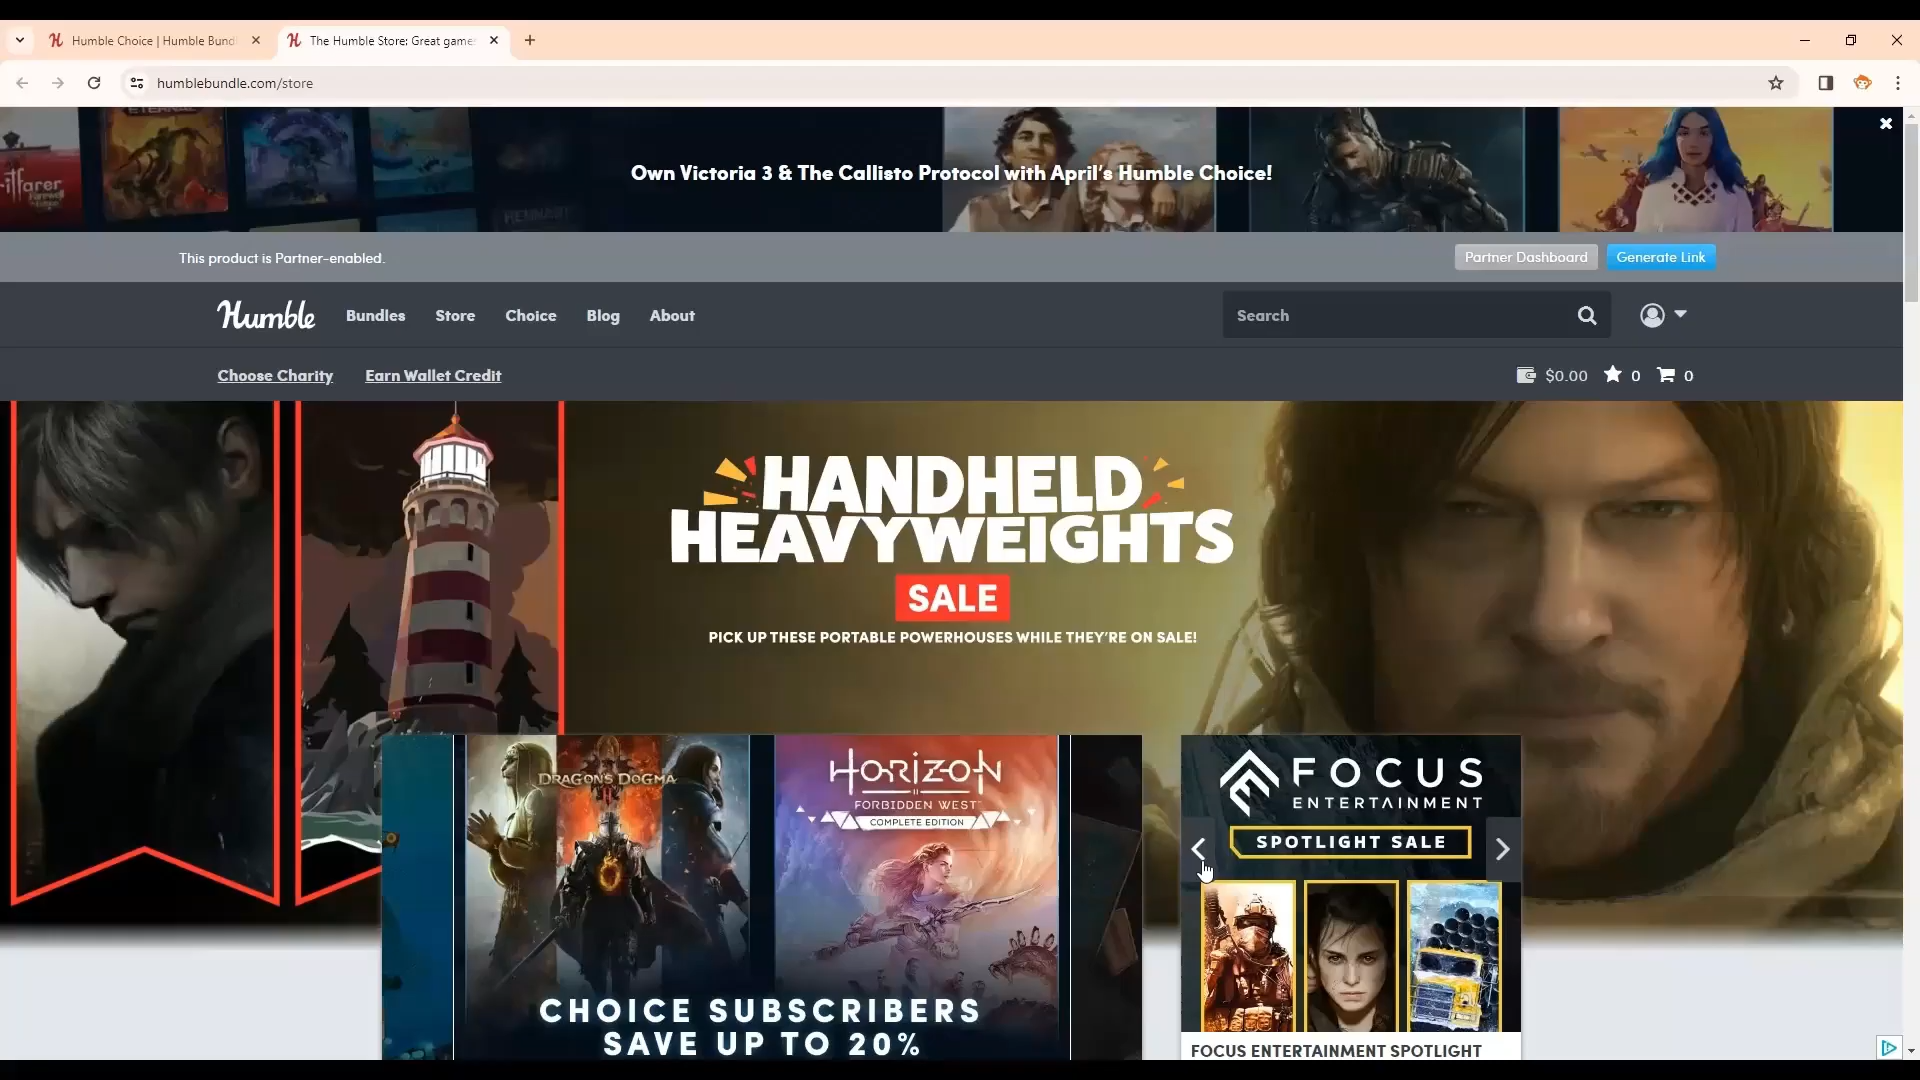 Humble Choice | Humble Bund
The Humble Store: Great game
humblebundle.com/store
ETERNAL
itfarer
REMNANT
Own Victoria 3 & The Callisto Protocol with April's Humble Choice!
This product is Partner-enabled.
Partner Dashboard
Generate Link
Humble
Bundles
Store
Choice
Blog
About
Search
Choose Charity
Earn Wallet Credit
$0.00
0
0
HANDHELD
HEAVYWEIGHTS
SALE
PICK UP THESE PORTABLE POWERHOUSES WHILE THEY'RE ON SALE!
DRAGON'S DOGMA
HORIZON
FORBIDDEN WEST
COMPLETE EDITION
CHOICE SUBSCRIBERS
SAVE UP TO 20%
FOCUS
ENTERTAINMENT
SPOTLIGHT SALE
FOCUS ENTERTAINMENT SPOTLIGHT